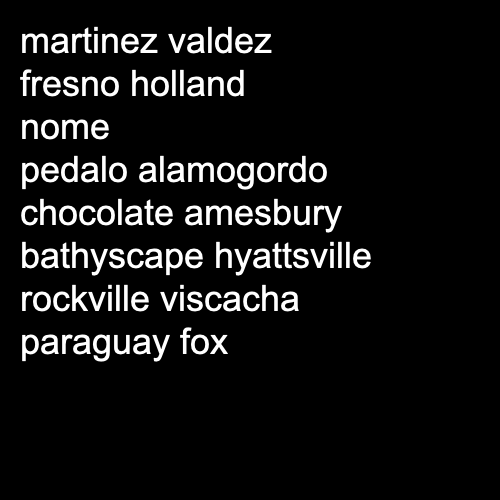 martinez valdez
fresno holland
nome
pedalo alamogordo
chocolate amesbury
bathyscape hyattsville
rockville viscacha
paraguay fox